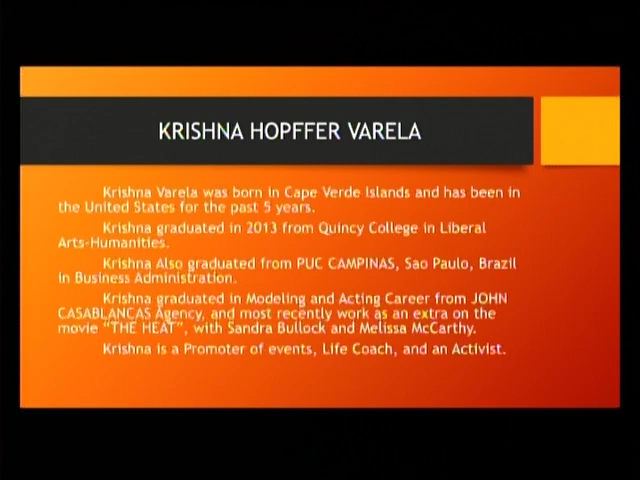 KRISHNA HOPFFER VARELA
Krishna Varela was born in Cape Verde Islands and has been in
the United States for the past 5 years.
Krishna graduated in 2013 from Quincy College in Liberal
Arts-Humanities.
Krishna Also graduated from PUC CAMPINAS, Sao Paulo, Brazil
in Business Administration.
Krishna graduated in Modeling and Acting Career from JOHN
CASABLANCAS Agency, and most recently work as an extra on the
movie “THE HEAT”, with Sandra Bullock and Melissa McCarthy.
Krishna is a Promoter of events, Life Coach, and an Activist.